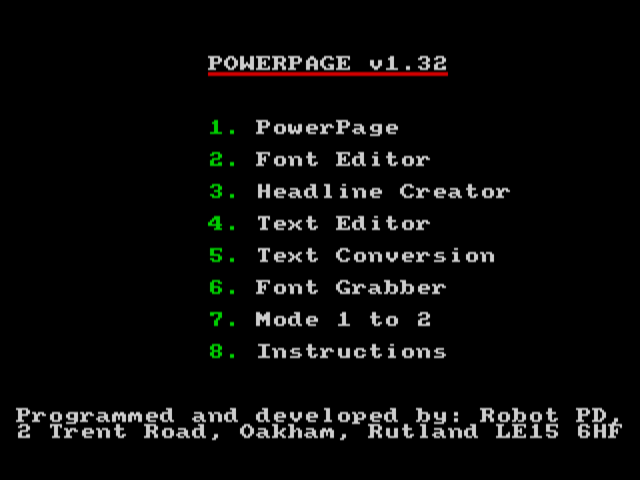 POWERPAGE v1.32
1. PowerPage
2. Font Editor
3. Headline Creator
4. Text Editor
5. Text Conversion
6. Font Grabber
7. Mode 1 to 2
8. Instructions
Programmed and developed by: Robot PD,
2 Trent Road, Oakham, Rutland LE15 6HF